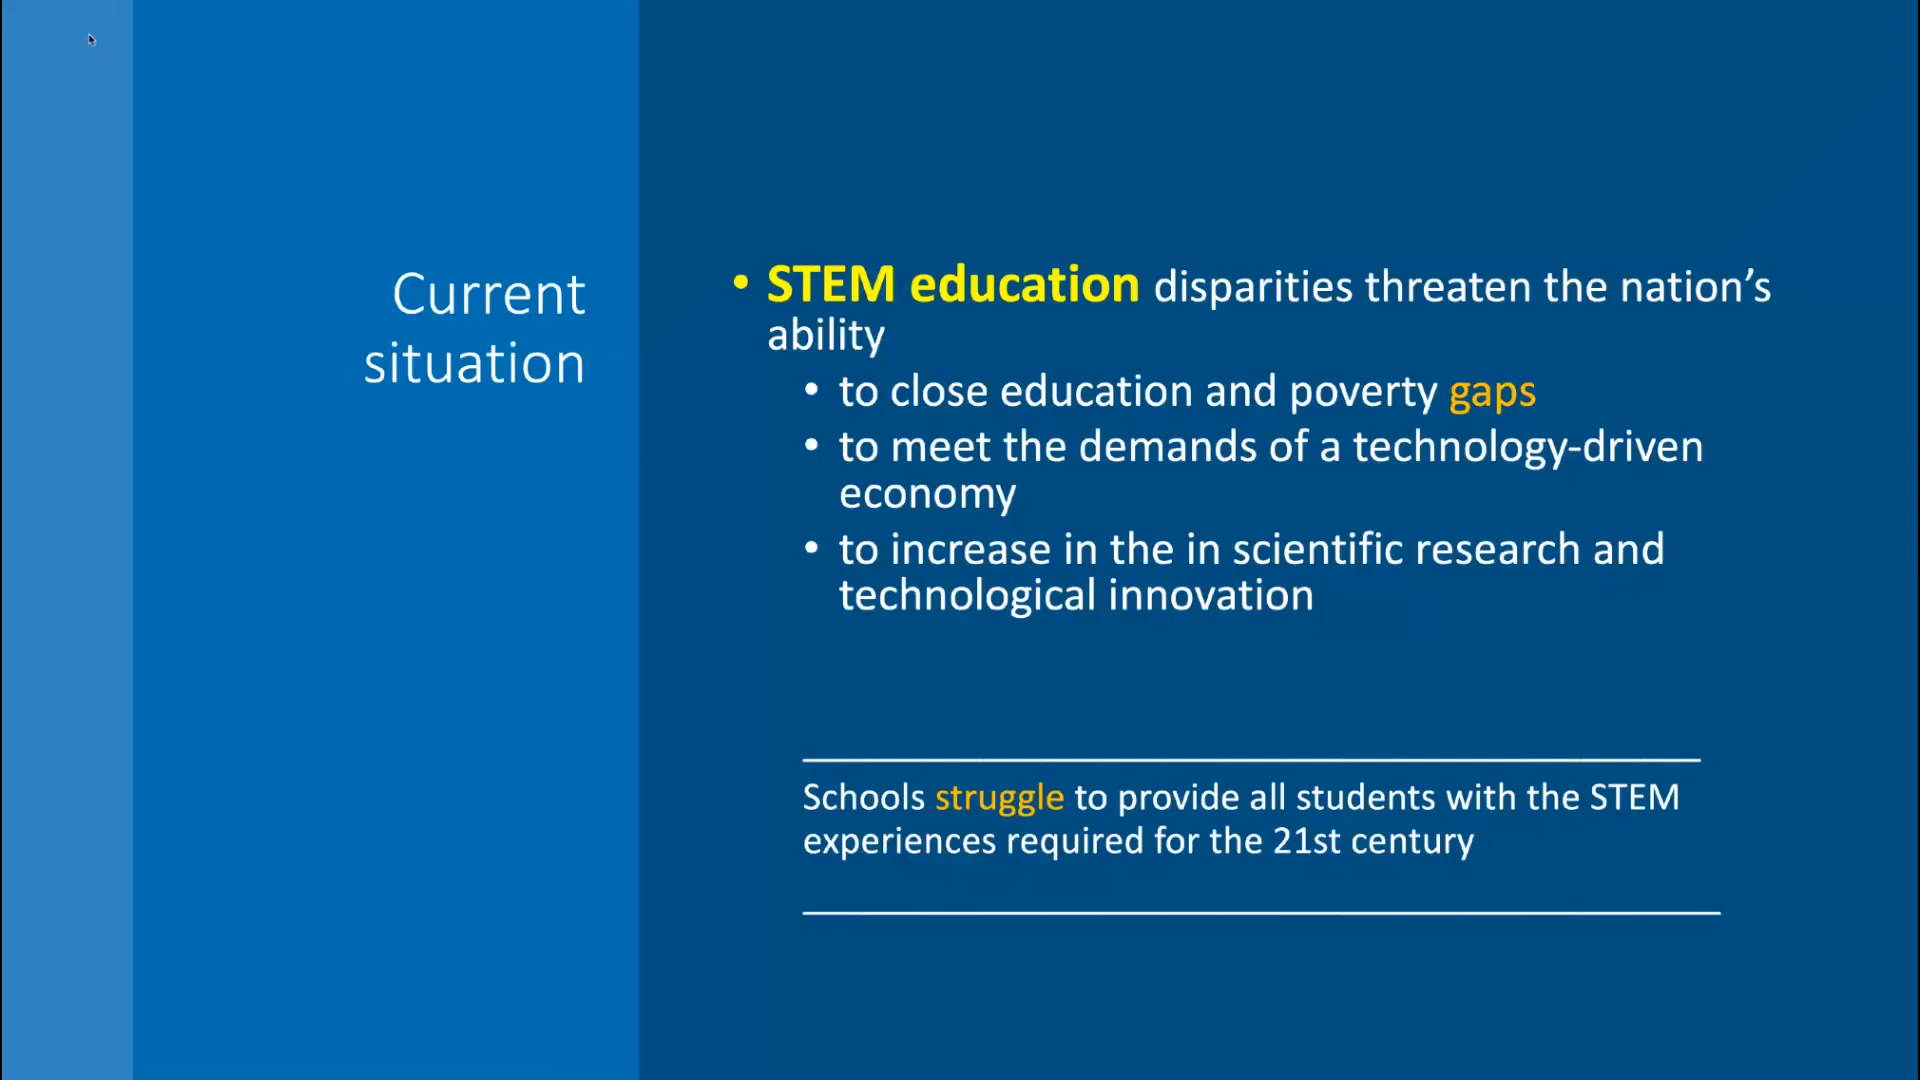 Current
situation
• STEM education disparities threaten the nation’s
ability
• to close education and poverty gaps
• to meet the demands of a technology-driven
economy
• to increase in the in scientific research and
technological innovation
Schools struggle to provide all students with the STEM
experiences required for the 21st century